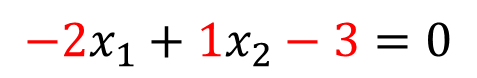 −2x₁ + 1x₂ − 3 = 0